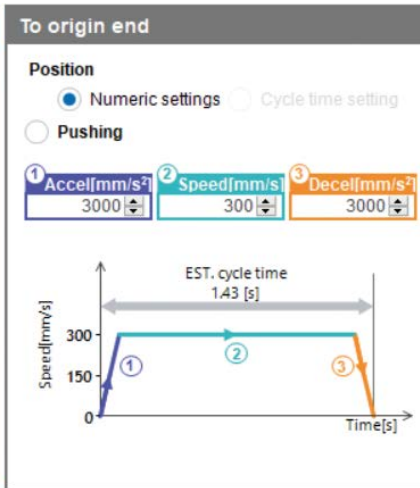 To origin end
Position
Numeric settings Cycle time setting
Pushing
1 Accel[mm/s²] 2 Speed[mm/s] 3 Decel[mm/s²]
3000 300 3000
EST. cycle time
1.43 [s]
Speed[mm/s]
300
150
0
1 2 3
Time[s]